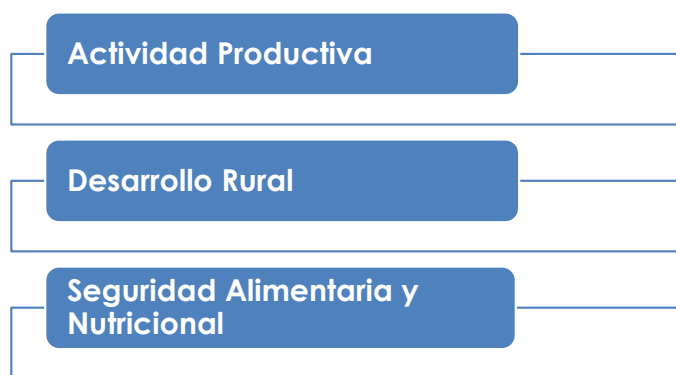 Actividad Productiva
Desarrollo Rural
Seguridad Alimentaria y
Nutricional